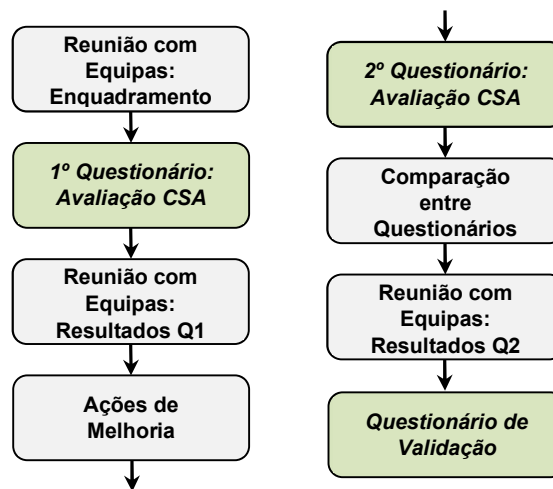 Reunião com
Equipas:
Enquadramento
1º Questionário:
Avaliação CSA
Reunião com
Equipas:
Resultados Q1
Ações de
Melhoria
2º Questionário:
Avaliação CSA
Comparação
entre
Questionários
Reunião com
Equipas:
Resultados Q2
Questionário de
Validação